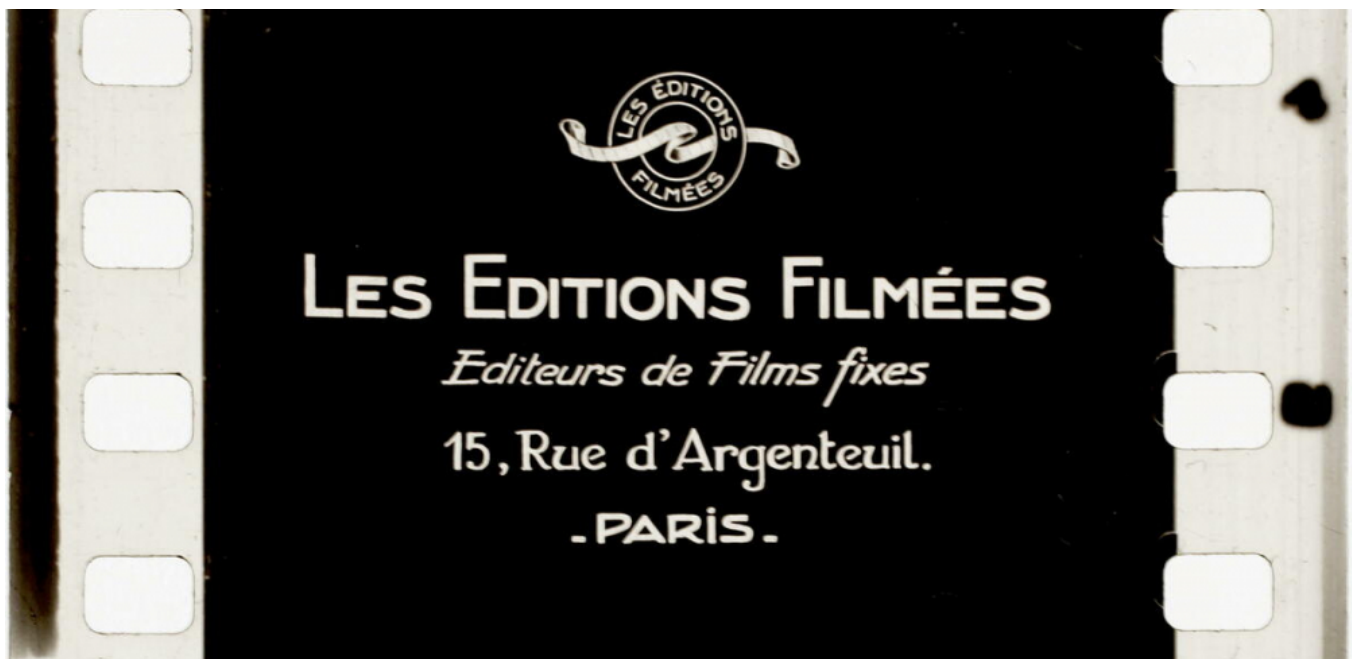 LES ÉDITIONS
FILMÉES
LES EDITIONS FILMÉES
Editeurs de Films fixes
15, Rue d'Argenteuil.
-PARIS-